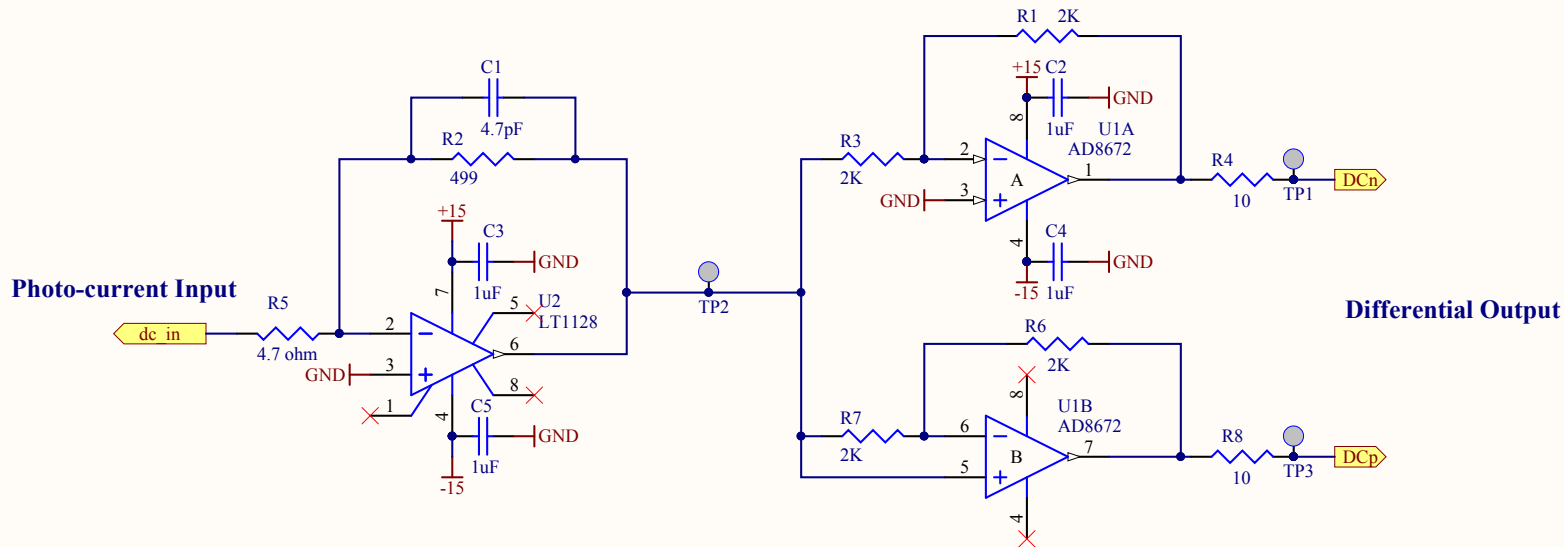 R1 2K
+15 C2
GND
8
1uF
U1A
AD8672
C1
4.7pF
R2
499
R3
2K
2
A
1
GND
3
R4
10
TP1
DCn
4
C4
GND
-15 1uF
+15
C3
GND
7
1uF
5
U2
LT1128
TP2
Photo-current Input
dc_in
R5
4.7 ohm
2
6
GND
3
8
1
4
C5
GND
1uF
-15
Differential Output
R6
2K
8
U1B
AD8672
R7
2K
6
B
7
5
R8
10
TP3
DCp
4